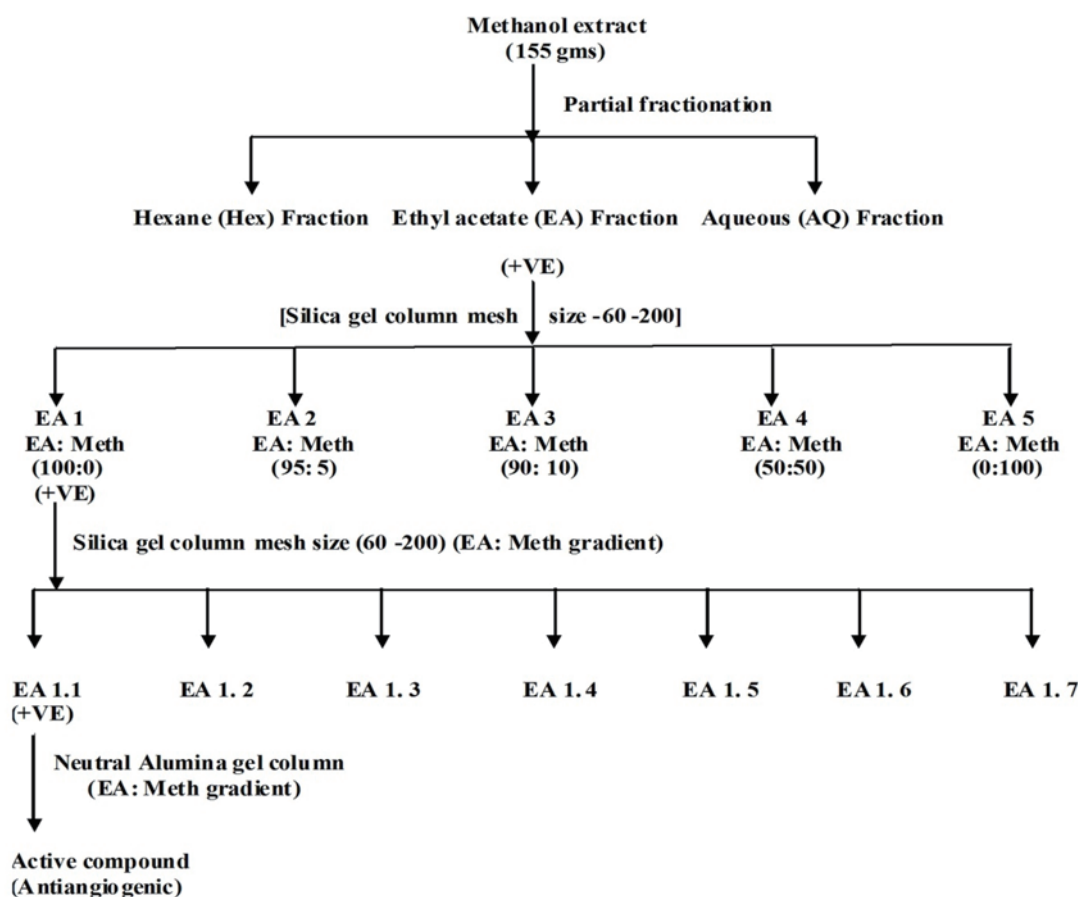 Methanol extract
(155 gms)
Partial fractionation
Hexane (Hex) Fraction Ethyl acetate (EA) Fraction Aqueous (AQ) Fraction
(+VE)
[Silica gel column mesh size -60 -200]
EA 1 EA 2 EA 3 EA 4 EA 5
EA: Meth EA: Meth EA: Meth EA: Meth EA: Meth
(100:0) (95: 5) (90: 10) (50:50) (0:100)
(+VE)
Silica gel column mesh size (60 -200) (EA: Meth gradient)
EA 1.1 EA 1. 2 EA 1. 3 EA 1. 4 EA 1. 5 EA 1. 6 EA 1. 7
(+VE)
Neutral Alumina gel column
(EA: Meth gradient)
Active compound
(Antiangiogenic)